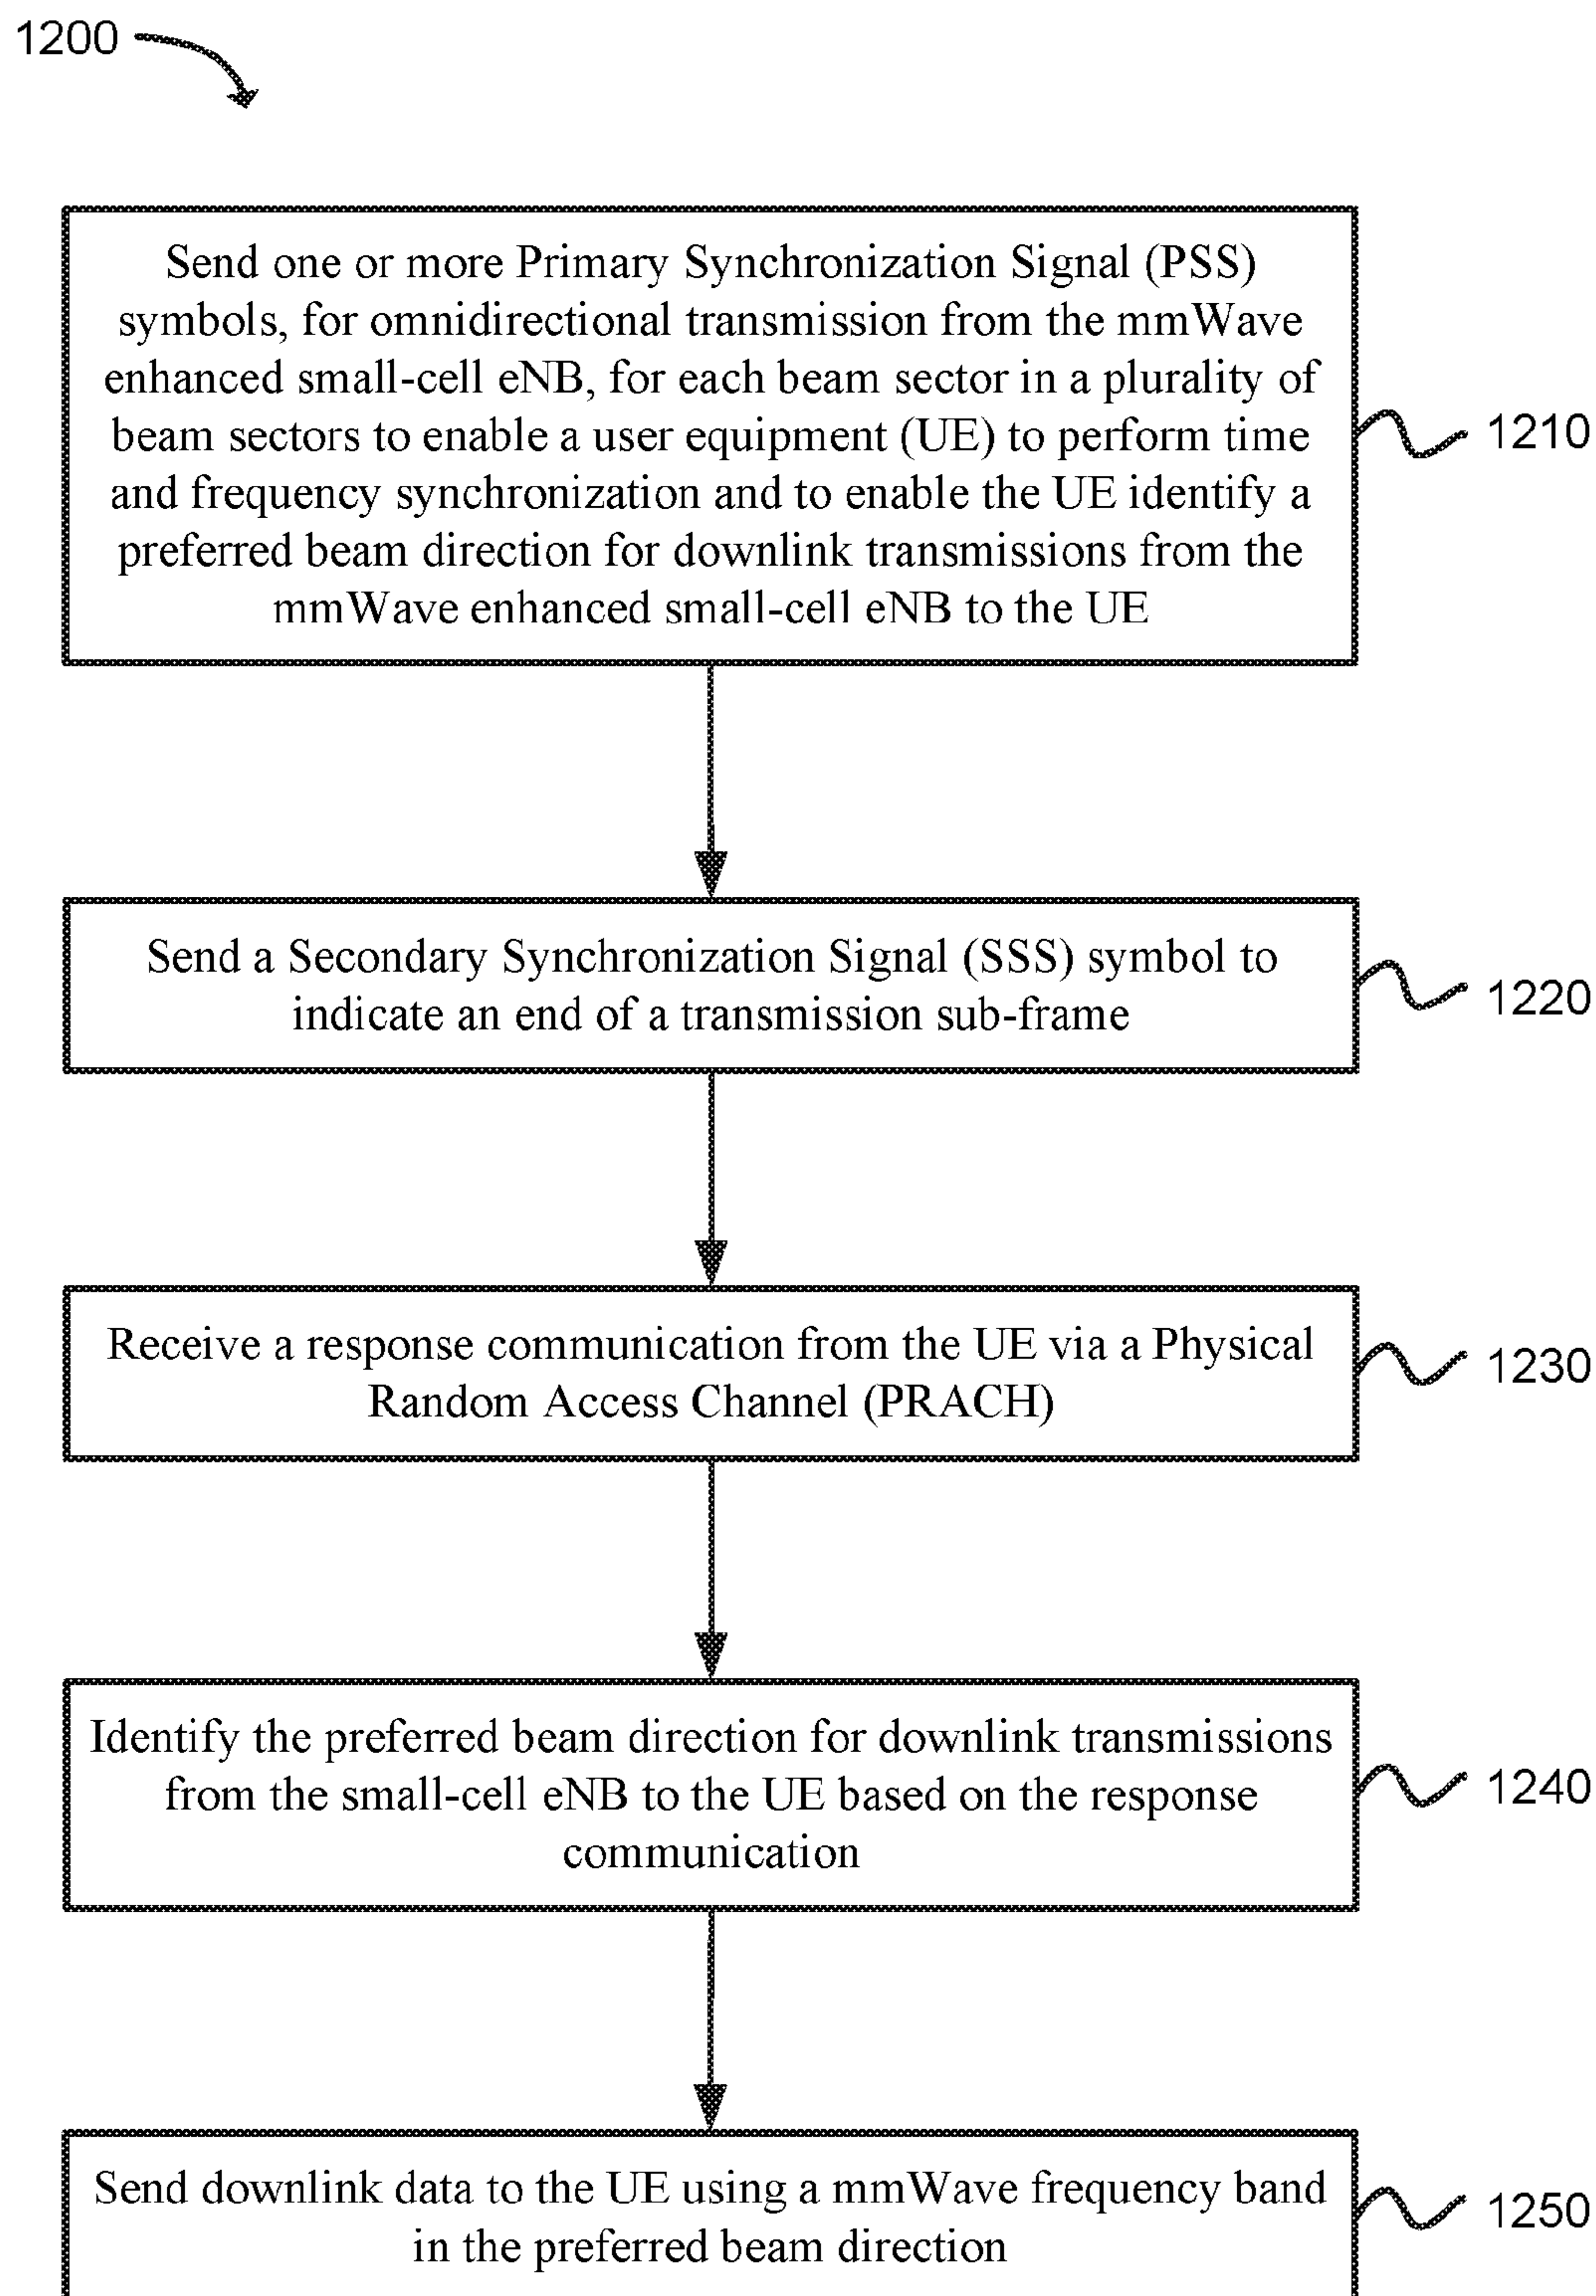 1200
Send one or more Primary Synchronization Signal (PSS)
symbols, for omnidirectional transmission from the mmWave
enhanced small-cell eNB, for each beam sector in a plurality of
beam sectors to enable a user equipment (UE) to perform time
and frequency synchronization and to enable the UE identify a
preferred beam direction for downlink transmissions from the
mmWave enhanced small-cell eNB to the UE
1210
Send a Secondary Synchronization Signal (SSS) symbol to
indicate an end of a transmission sub-frame
1220
Receive a response communication from the UE via a Physical
Random Access Channel (PRACH)
1230
Identify the preferred beam direction for downlink transmissions
from the small-cell eNB to the UE based on the response
communication
1240
Send downlink data to the UE using a mmWave frequency band
in the preferred beam direction
1250